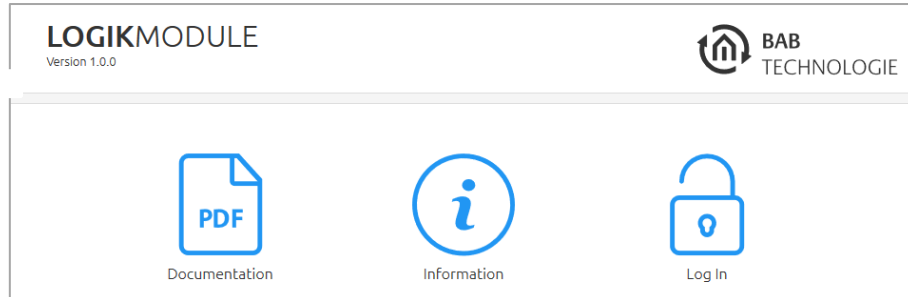 LOGIKMODULE
Version 1.0.0
BAB
TECHNOLOGIE
PDF
i
Documentation
Information
Log In